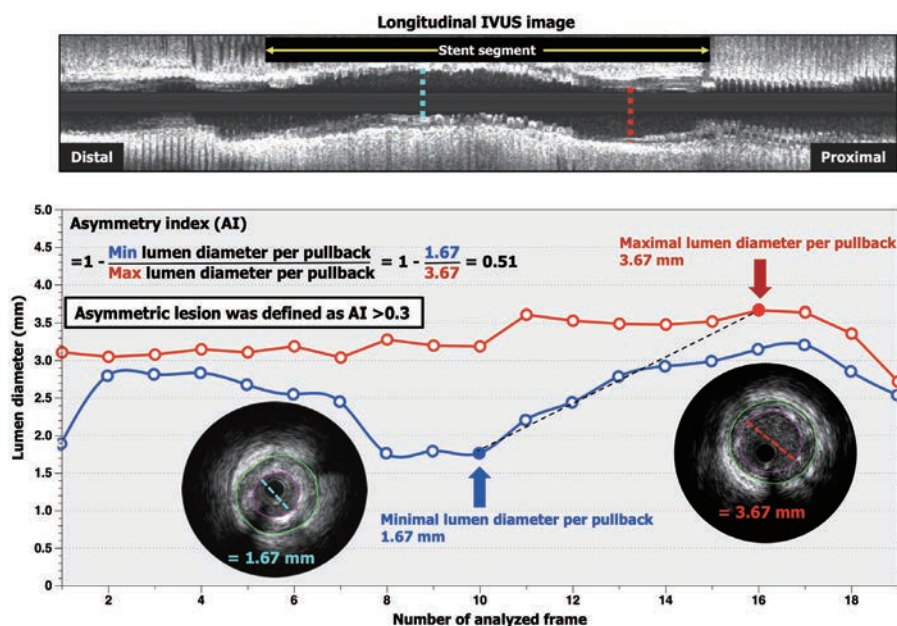 Longitudinal IVUS image
Stent segment
Distal
Proximal
Asymmetry index (AI)
=1 - Min lumen diameter per pullback / Max lumen diameter per pullback = 1 - 1.67 / 3.67 = 0.51
Asymmetric lesion was defined as AI >0.3
Maximal lumen diameter per pullback
3.67 mm
Lumen diameter (mm)
5.0
4.5
4.0
3.5
3.0
2.5
2.0
1.5
1.0
0.5
0
= 1.67 mm
Minimal lumen diameter per pullback
1.67 mm
= 3.67 mm
2 4 6 8 10 12 14 16 18
Number of analyzed frame